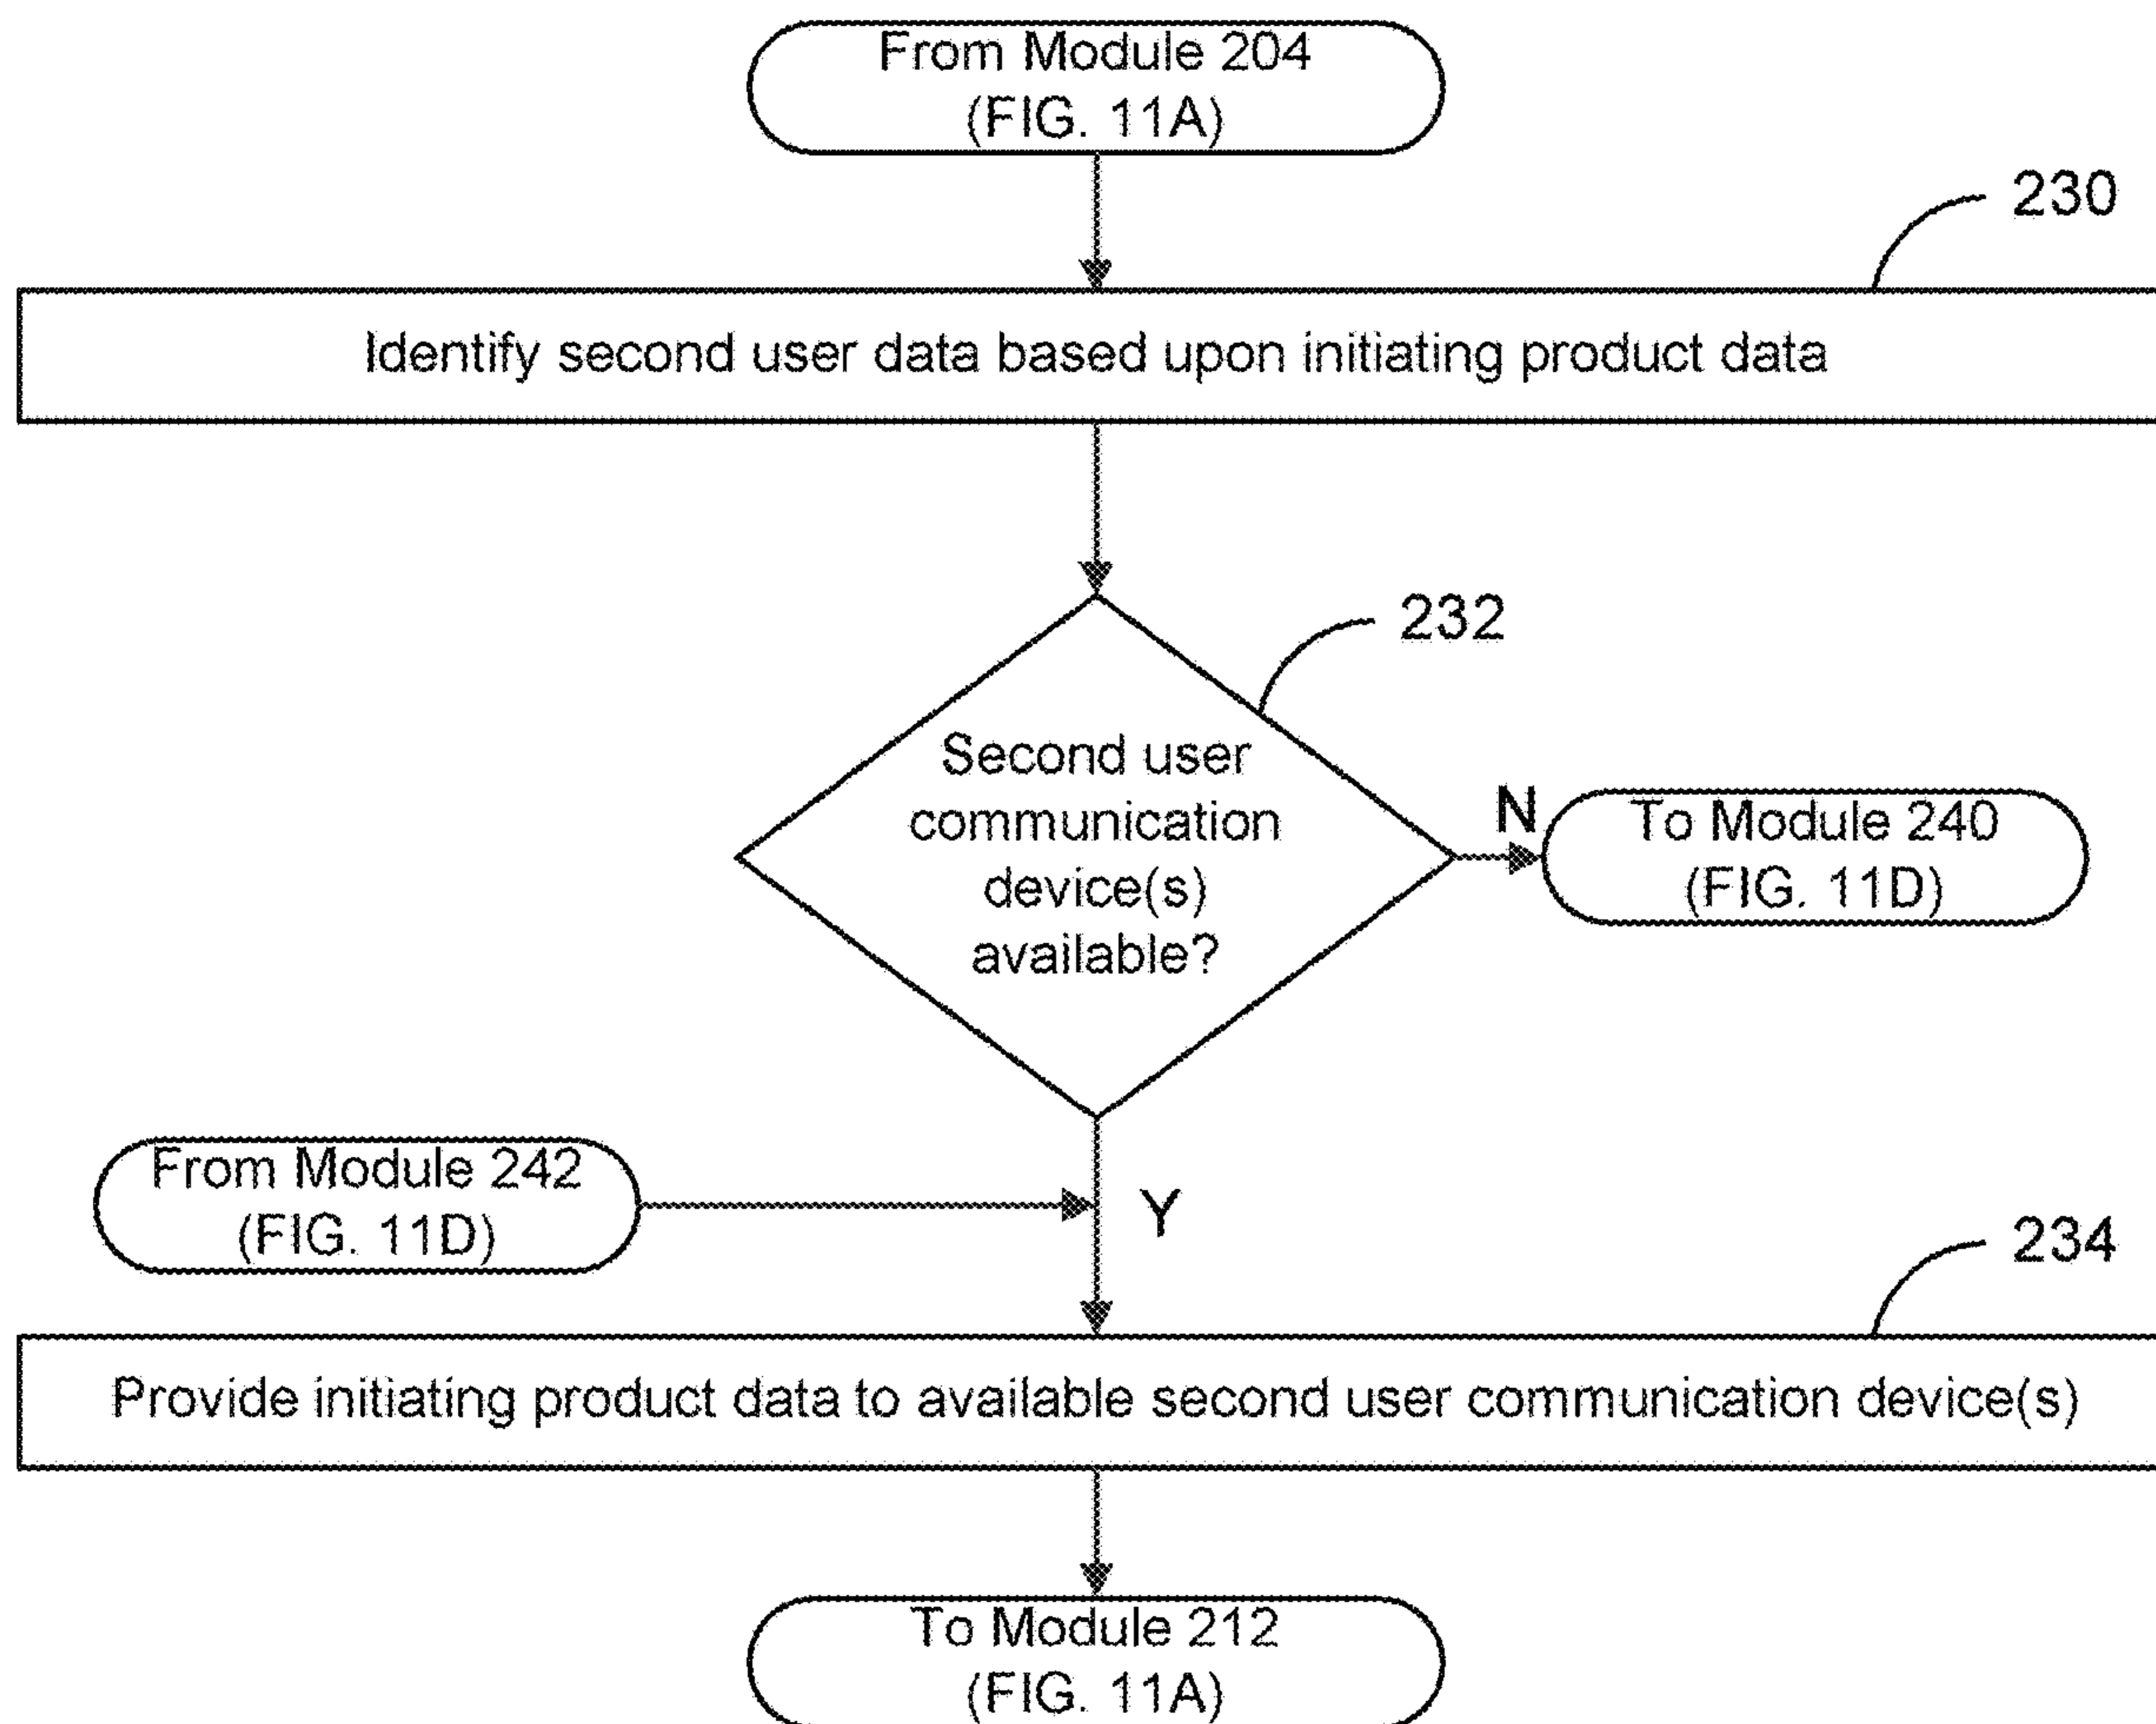 From Module 204
(FIG. 11A)
230
Identify second user data based upon initiating product data
232
Second user
communication
device(s)
available?
N
To Module 240
(FIG. 11D)
From Module 242
(FIG. 11D)
Y
234
Provide initiating product data to available second user communication device(s)
To Module 212
(FIG. 11A)